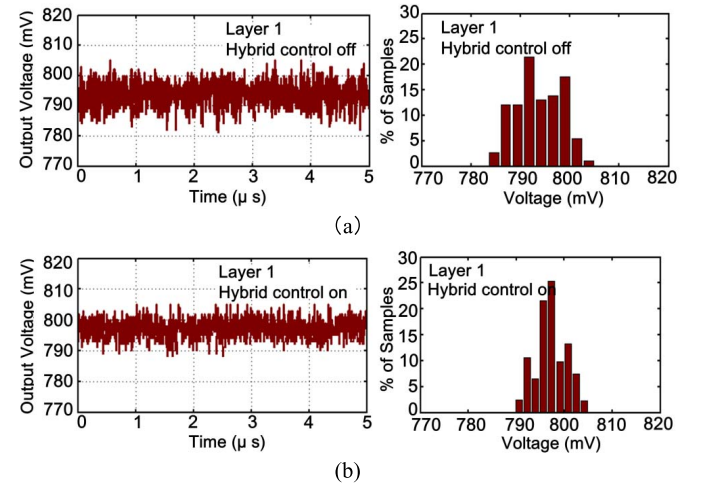 Output Voltage (mV)
820
810
800
790
780
770
Layer 1
Hybrid control off
0 1 2 3 4 5
Time (μ s)
% of Samples
30
25
20
15
10
5
0
Layer 1
Hybrid control off
770 780 790 800 810 820
Voltage (mV)
(a)
Output Voltage (mV)
820
810
800
790
780
770
Layer 1
Hybrid control on
0 1 2 3 4 5
Time (μ s)
% of Samples
30
25
20
15
10
5
0
Layer 1
Hybrid control on
770 780 790 800 810 820
Voltage (mV)
(b)